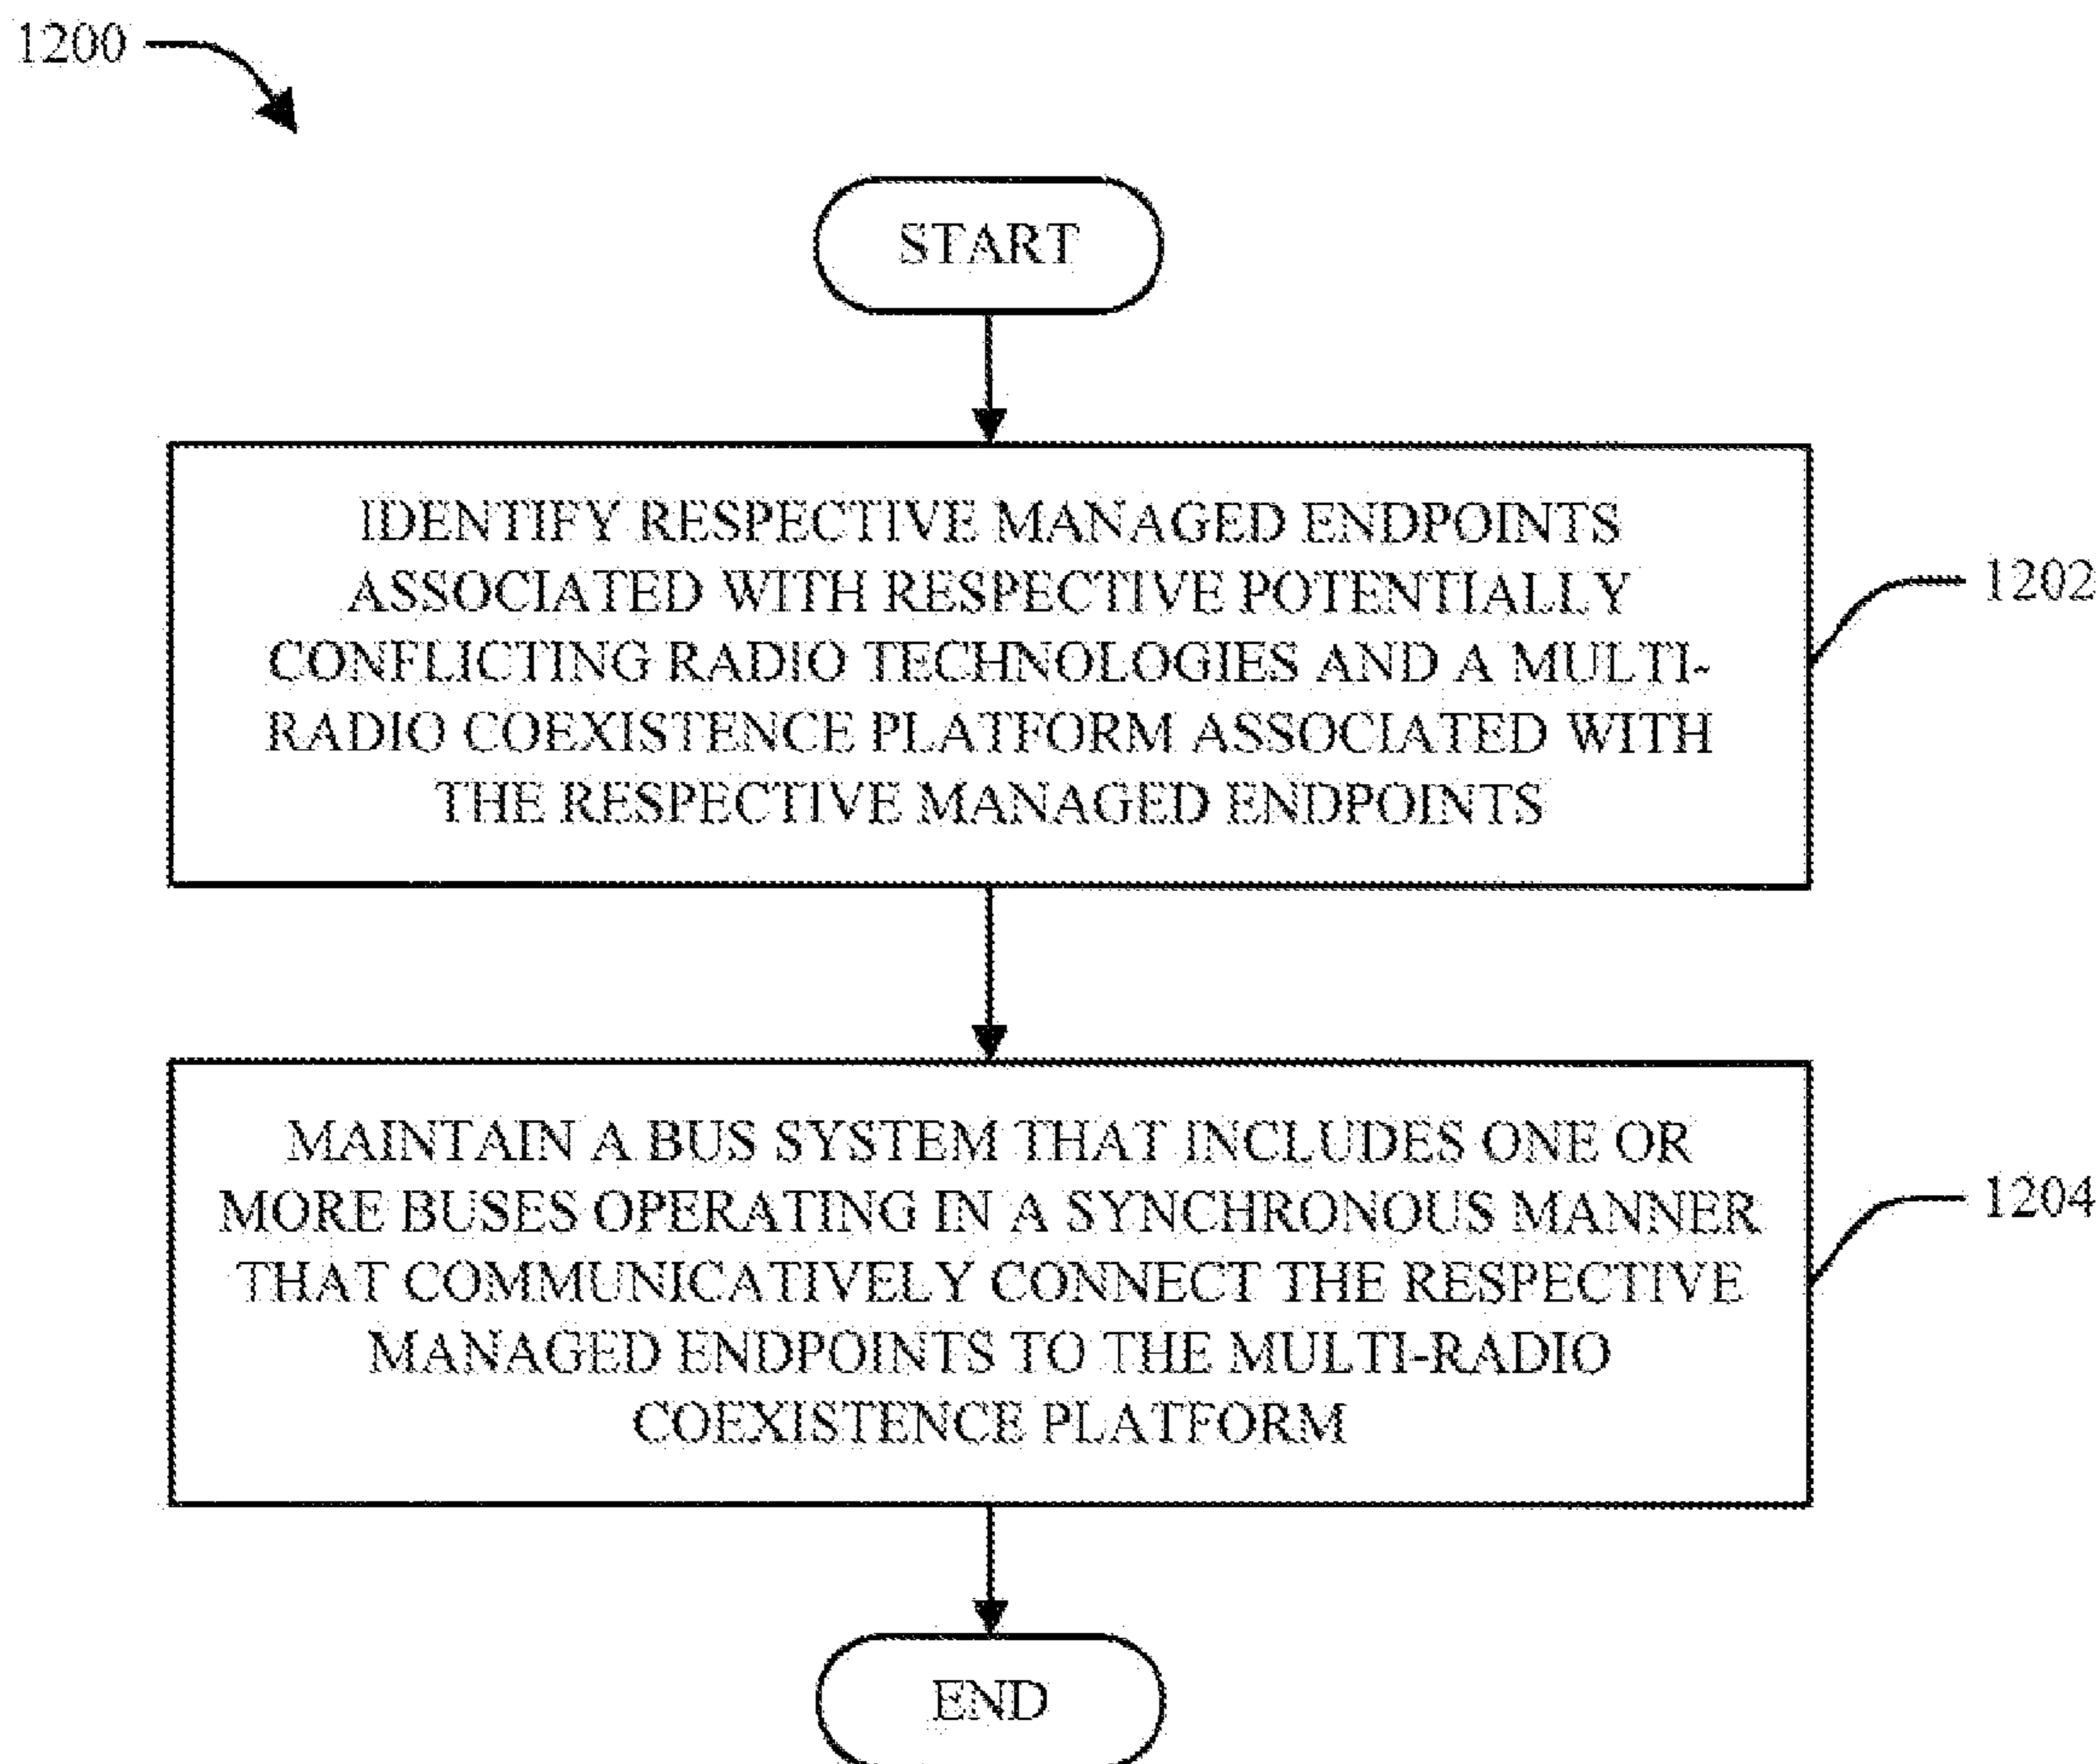 1200
START
IDENTIFY RESPECTIVE MANAGED ENDPOINTS
ASSOCIATED WITH RESPECTIVE POTENTIALLY
CONFLICTING RADIO TECHNOLOGIES AND A MULTI-
RADIO COEXISTENCE PLATFORM ASSOCIATED WITH
THE RESPECTIVE MANAGED ENDPOINTS
1202
MAINTAIN A BUS SYSTEM THAT INCLUDES ONE OR
MORE BUSES OPERATING IN A SYNCHRONOUS MANNER
THAT COMMUNICATIVELY CONNECT THE RESPECTIVE
MANAGED ENDPOINTS TO THE MULTI-RADIO
COEXISTENCE PLATFORM
1204
END